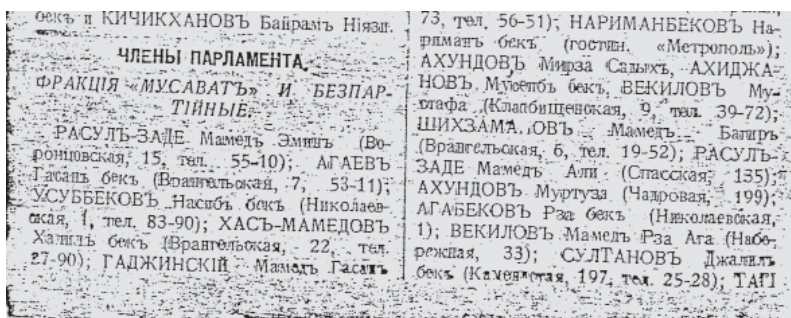 бекъ и КИЧИКХАНОВЪ Байрамъ Ніязи.
ЧЛЕНЫ ПАРЛАМЕНТА.
ФРАКЦІЯ «МУСАВАТЪ» И БЕЗПАР-
ТІЙНЫЕ.
РАСУЛЪ-ЗАДЕ Мамедъ Эминъ (Во-
ронцовская, 15, тел. 55-10); АГАЕВЪ
Гасанъ бек (Врангельская, 7, 53-11);
УСУББЕКОВЪ Насибъ бекъ (Николаев-
ская, 1, тел. 83-90); ХАСЪ-МАМЕДОВЪ
Халилъ бекъ (Врангельская, 22, тел.
27-90); ГАДЖИНСКІЙ Мамедъ Гасанъ
73, тел. 56-51); НАРИМАНБЕКОВЪ На-
риманъ бекъ (гостин. «Метрополь»);
АХУНДОВЪ Мирза Садыхъ, АХИДЖА-
НОВЪ бекъ, ВЕКИЛОВЪ Му-
стафа (Кладбищенская, 9, тел. 39-72);
Мамедъ Багиръ
(Врангельская, 6, тел. 19-52); РАСУЛЪ-
ЗАДЕ Мамедъ Али (Спасская, 135);
АХУНДОВЪ Муртуза (Чадровая, 199);
АГАБЕКОВЪ Рза бекъ (Николаевская,
1); ВЕКИЛОВЪ Мамедъ Рза Ага (Набе-
режная, 33); СУЛТАНОВЪ Джалилъ
бекъ (Каменистая, 197, тел. 25-28); ТАГІ